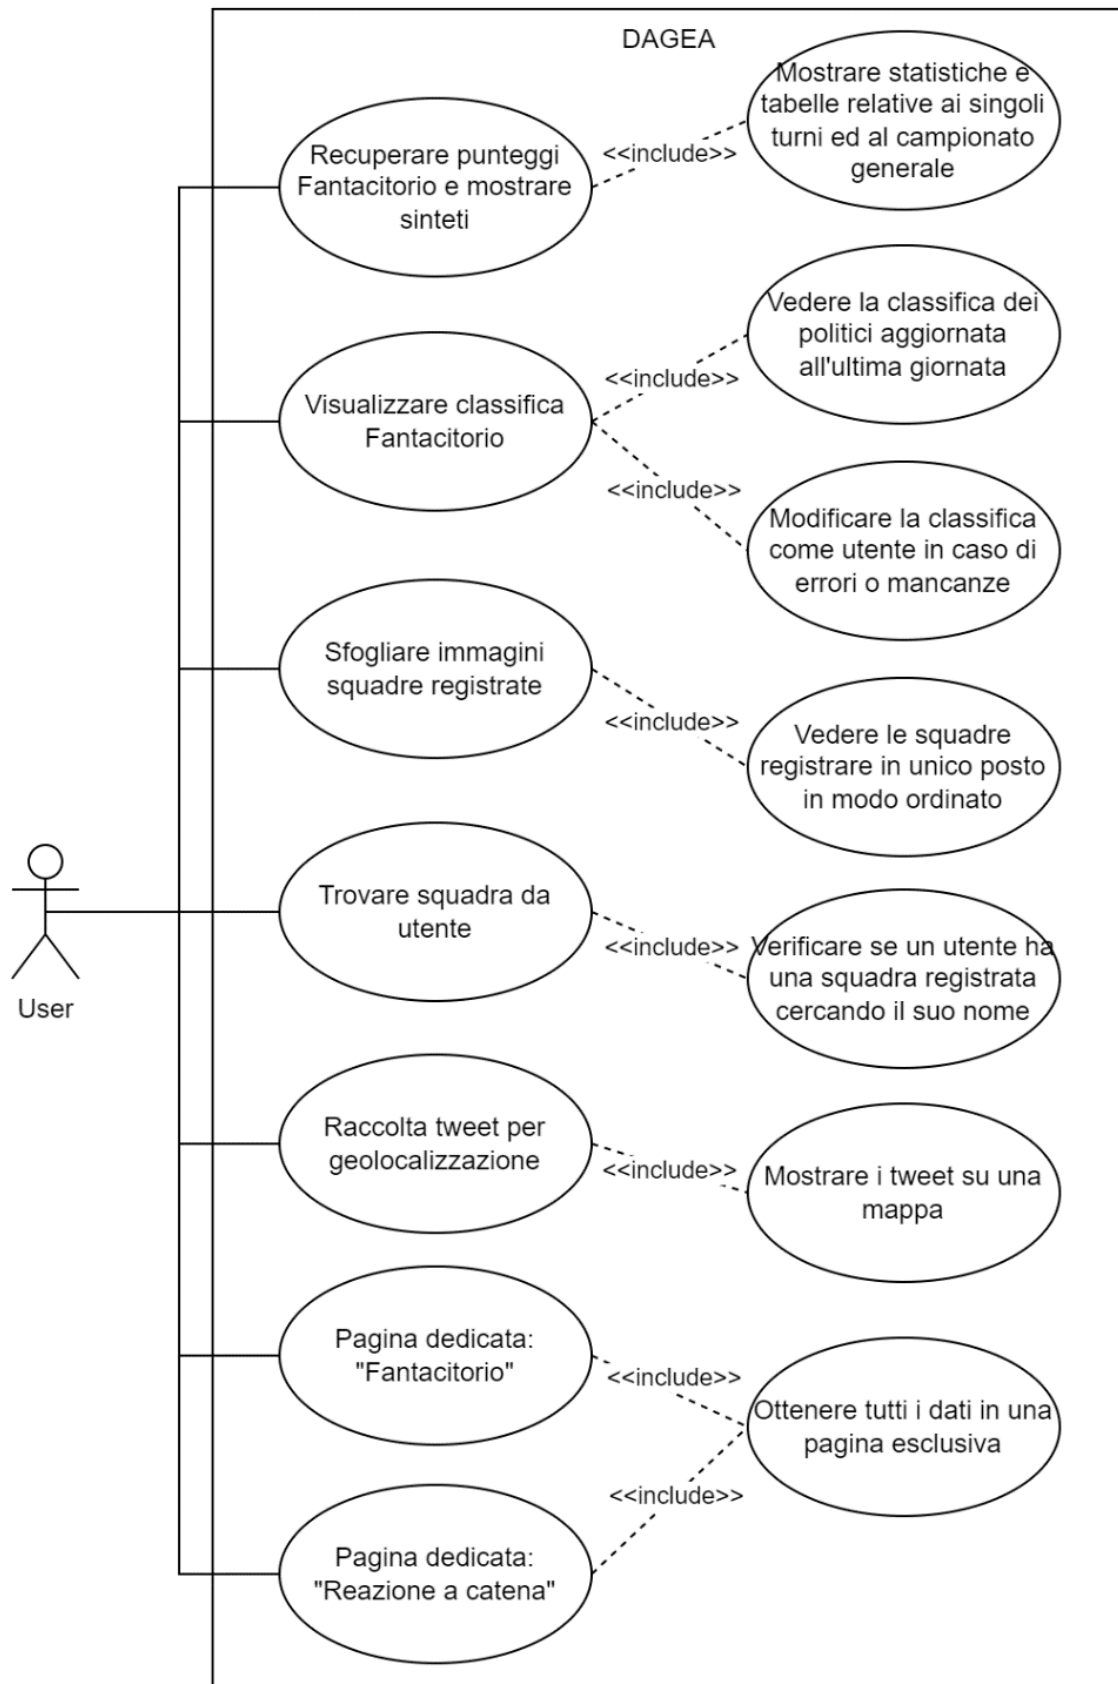 DAGEA
Recuperare punteggi
Fantacitorio e mostrare
sinteti
<<include>>
Mostrare statistiche e
tabelle relative ai singoli
turni ed al campionato
generale
Visualizzare classifica
Fantacitorio
<<include>>
Vedere la classifica dei
politici aggiornata
all'ultima giornata
<<include>>
Modificare la classifica
come utente in caso di
errori o mancanze
Sfogliare immagini
squadre registrate
<<include>>
Vedere le squadre
registrare in unico posto
in modo ordinato
User
Trovare squadra da
utente
<<include>>
Verificare se un utente ha
una squadra registrata
cercando il suo nome
Raccolta tweet per
geolocalizzazione
<<include>>
Mostrare i tweet su una
mappa
Pagina dedicata:
"Fantacitorio"
<<include>>
Ottenere tutti i dati in una
pagina esclusiva
<<include>>
Pagina dedicata:
"Reazione a catena"